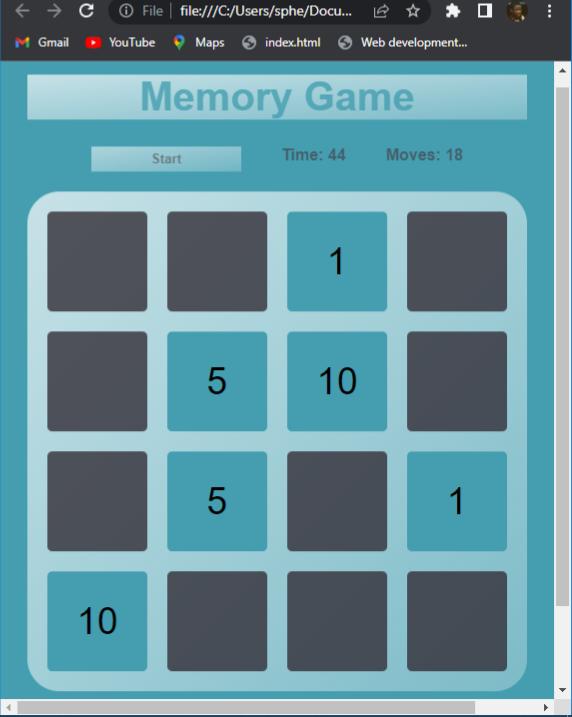 File file:///C:/Users/sphe/Docu...
Gmail YouTube Maps index.html Web development...
Memory Game
Start Time: 44 Moves: 18
1
5 10
5 1
10